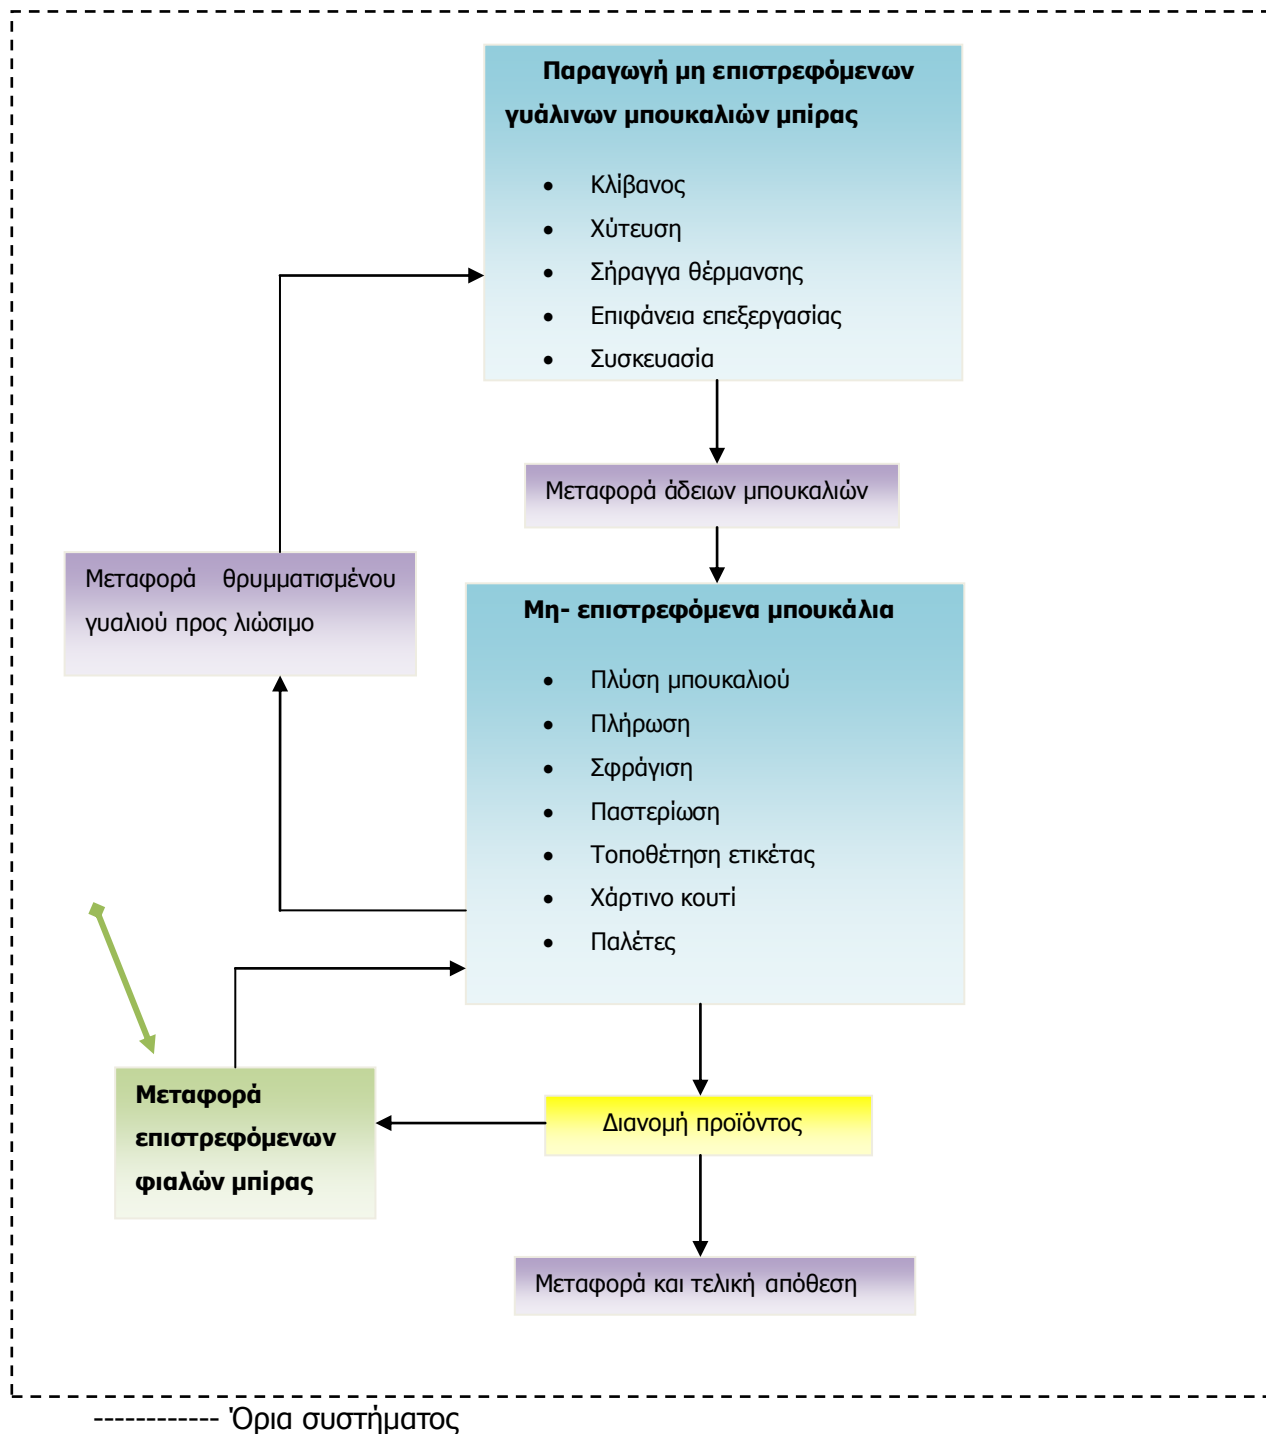 Παραγωγή μη επιστρεφόμενων
γυάλινων μπουκαλιών μπίρας
• Κλίβανος
• Χύτευση
• Σήραγγα θέρμανσης
• Επιφάνεια επεξεργασίας
• Συσκευασία
Μεταφορά άδειων μπουκαλιών
Μεταφορά θρυμματισμένου
γυαλιού προς λιώσιμο
Μη- επιστρεφόμενα μπουκάλια
• Πλύση μπουκαλιού
• Πλήρωση
• Σφράγιση
• Παστερίωση
• Τοποθέτηση ετικέτας
• Χάρτινο κουτί
• Παλέτες
Μεταφορά
επιστρεφόμενων
φιαλών μπίρας
Διανομή προϊόντος
Μεταφορά και τελική απόθεση
------------ Όρια συστήματος